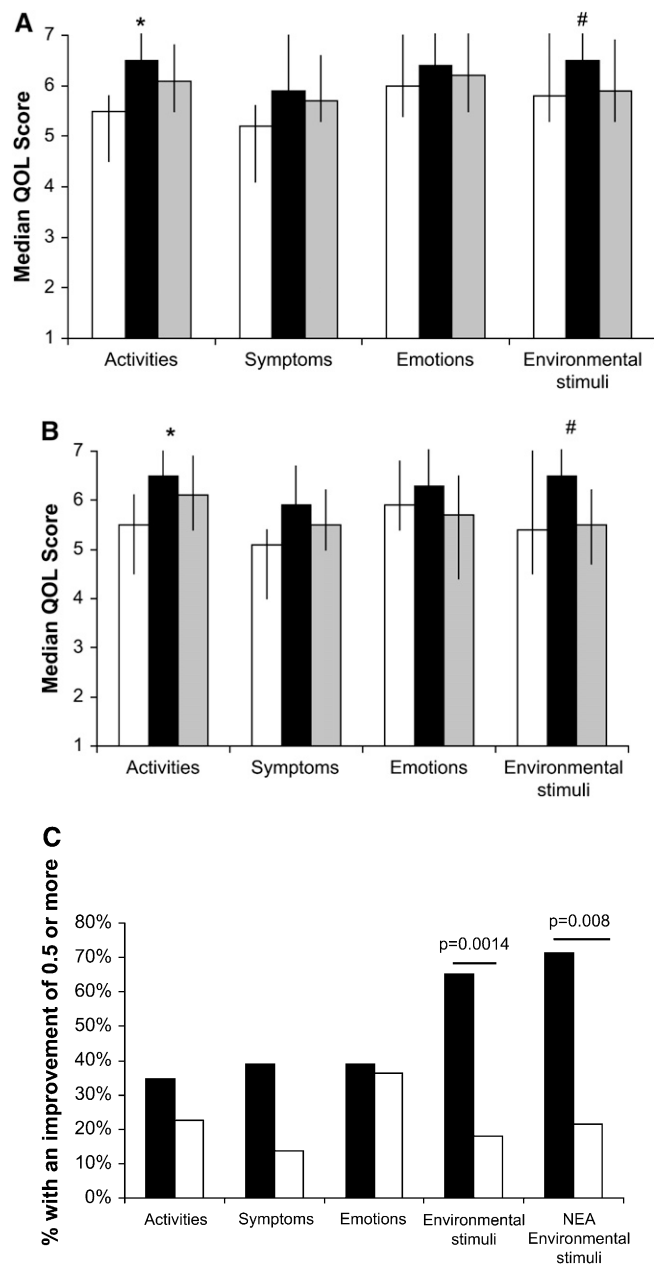 A
*
#
7
6
5
4
3
2
1
Median QOL Score
Activities
Symptoms
Emotions
Environmental
stimuli
B
*
#
7
6
5
4
3
2
1
Median QOL Score
Activities
Symptoms
Emotions
Environmental
stimuli
C
% with an improvement of 0.5 or more
80%
70%
60%
50%
40%
30%
20%
10%
0%
p=0.0014
p=0.008
Activities
Symptoms
Emotions
Environmental
stimuli
NEA
Environmental
stimuli